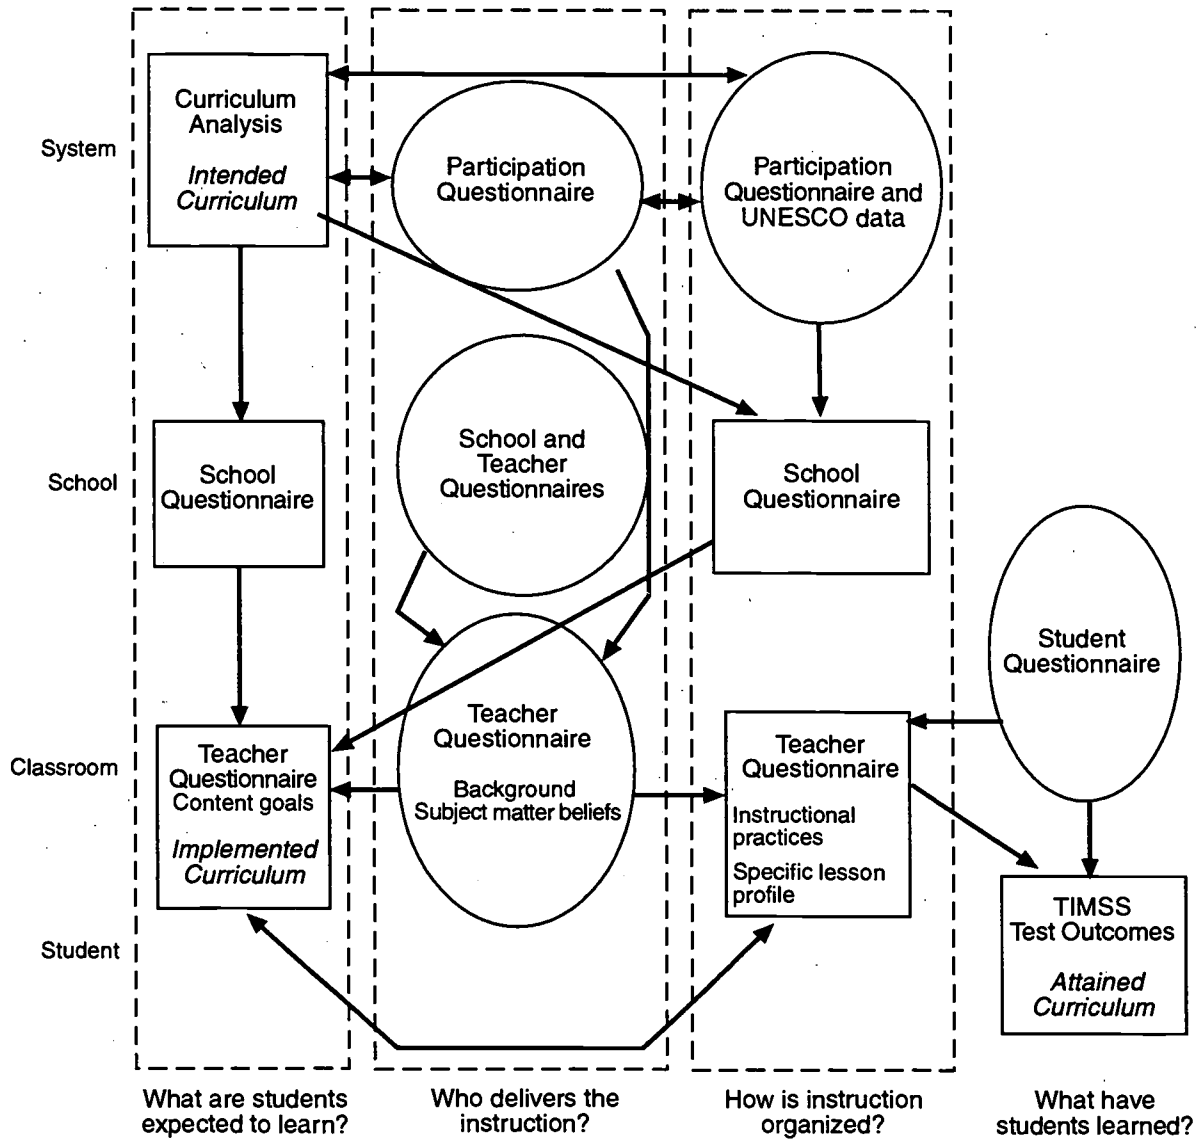 System
Curriculum
Analysis
Intended
Curriculum
Participation
Questionnaire
Participation
Questionnaire and
UNESCO data
School
School
Questionnaire
School and
Teacher
Questionnaires
School
Questionnaire
Student
Questionnaire
Classroom
Teacher
Questionnaire
Content goals
Implemented
Curriculum
Teacher
Questionnaire
Background
Subject matter beliefs
Teacher
Questionnaire
Instructional
practices
Specific lesson
profile
TIMSS
Test Outcomes
Attained
Curriculum
Student
What are students
expected to learn?
Who delivers the
instruction?
How is instruction
organized?
What have
students learned?